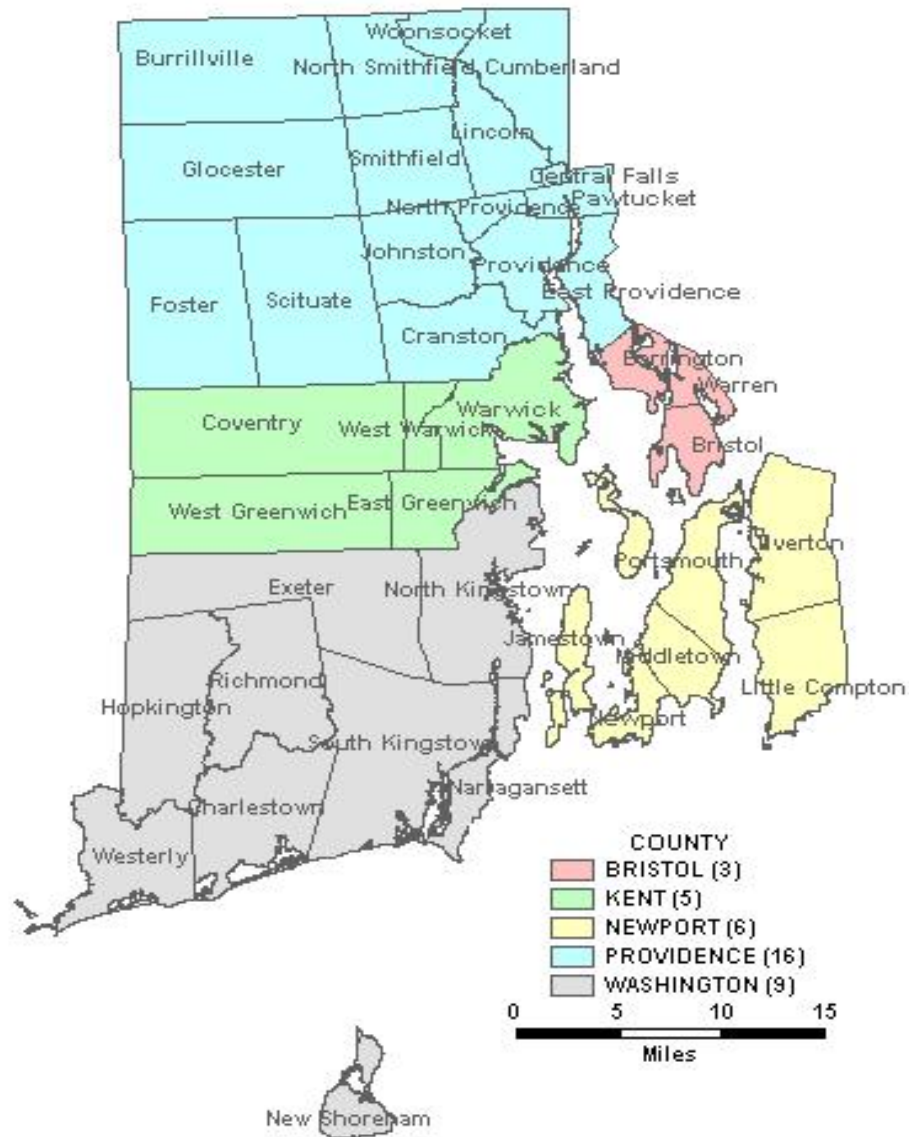 Woonsocket
Burrillville
North Smithfield Cumberland
Lincoln
Smithfield
Glocester
Central Falls
Pawtucket
North Providence
Johnston
Providence
East Providence
Foster
Scituate
Cranston
Barrington
Warren
Warwick
Coventry
West Warwick
Bristol
East Greenwich
West Greenwich
Tiverton
Portsmouth
Exeter
North Kingstown
Jamestown
Middletown
Richmond
Little Compton
Hopkington
Newport
South Kingstown
Narragansett
Charlestown
Westerly
COUNTY
BRISTOL (3)
KENT (5)
NEWPORT (6)
PROVIDENCE (16)
WASHINGTON (9)
0 5 10 15
Miles
New Shoreham